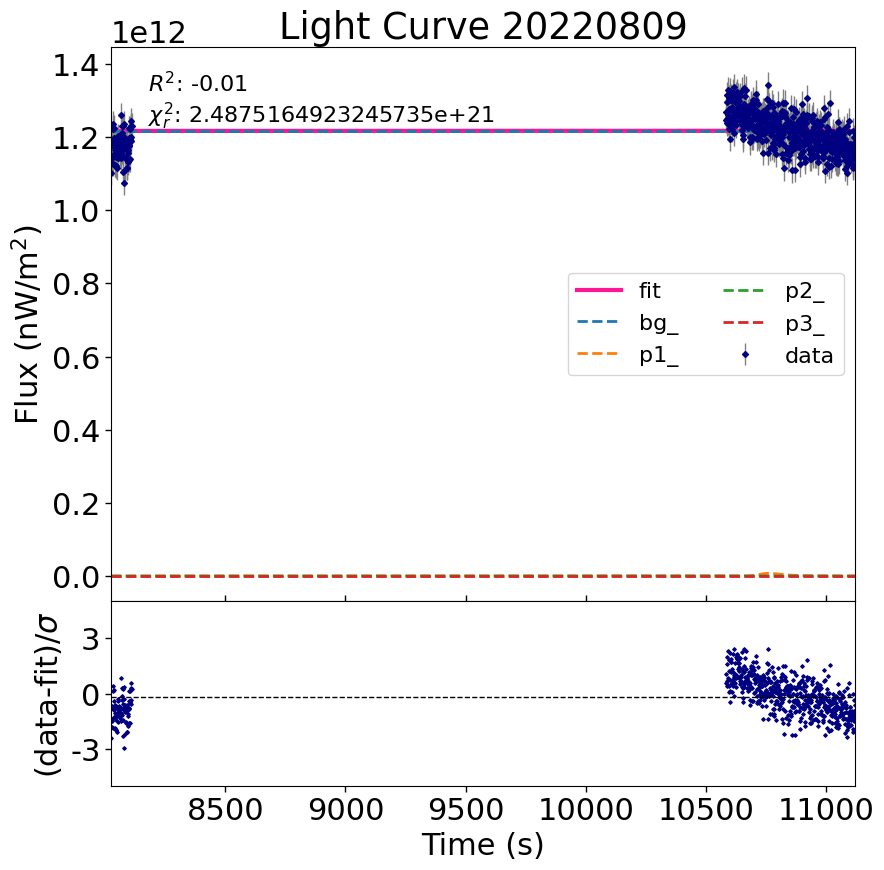 Light Curve 20220809
1e12
R²: -0.01
χ²ᵣ: 2.4875164923245735e+21
1.4
1.2
1.0
0.8
0.6
0.4
0.2
0.0
Flux (nW/m²)
fit
bg_
p1_
p2_
p3_
data
3
0
-3
(data-fit)/σ
8500 9000 9500 10000 10500 11000
Time (s)